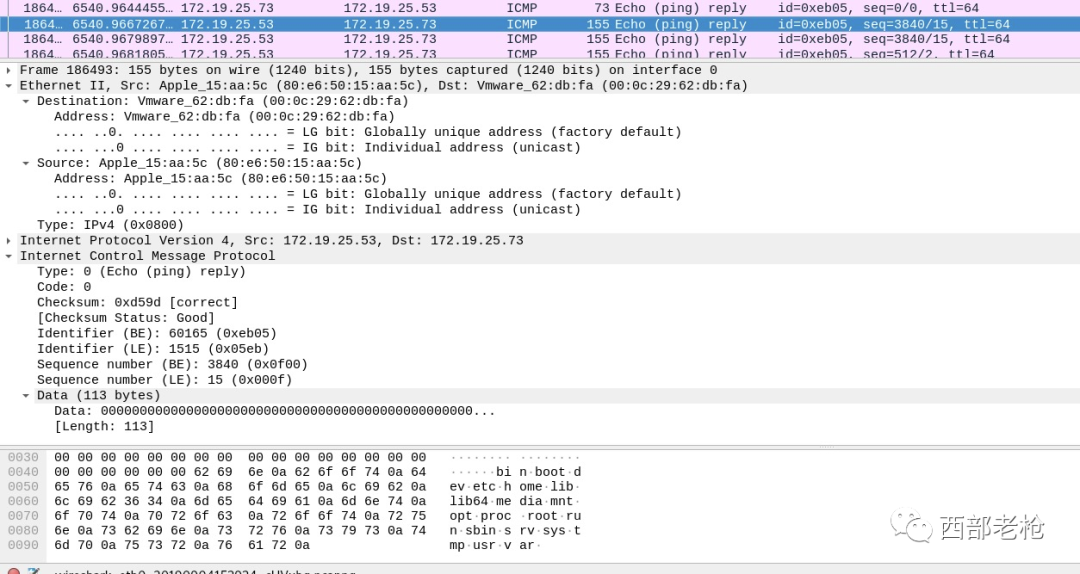 1864… 6540.9644455… 172.19.25.73 172.19.25.53 ICMP 73 Echo (ping) reply id=0xeb05, seq=0/0, ttl=64
1864… 6540.9667267… 172.19.25.53 172.19.25.73 ICMP 155 Echo (ping) reply id=0xeb05, seq=3840/15, ttl=64
1864… 6540.9679897… 172.19.25.53 172.19.25.73 ICMP 155 Echo (ping) reply id=0xeb05, seq=3840/15, ttl=64
1864… 6540.9681805… 172.19.25.73 172.19.25.53 ICMP 155 Echo (ping) reply id=0xeb05, seq=512/2, ttl=64
Frame 186493: 155 bytes on wire (1240 bits), 155 bytes captured (1240 bits) on interface 0
Ethernet II, Src: Apple_15:aa:5c (80:e6:50:15:aa:5c), Dst: Vmware_62:db:fa (00:0c:29:62:db:fa)
Destination: Vmware_62:db:fa (00:0c:29:62:db:fa)
Address: Vmware_62:db:fa (00:0c:29:62:db:fa)
.... ..0. .... .... .... .... = LG bit: Globally unique address (factory default)
.... ...0 .... .... .... .... = IG bit: Individual address (unicast)
Source: Apple_15:aa:5c (80:e6:50:15:aa:5c)
Address: Apple_15:aa:5c (80:e6:50:15:aa:5c)
.... ..0. .... .... .... .... = LG bit: Globally unique address (factory default)
.... ...0 .... .... .... .... = IG bit: Individual address (unicast)
Type: IPv4 (0x0800)
Internet Protocol Version 4, Src: 172.19.25.53, Dst: 172.19.25.73
Internet Control Message Protocol
Type: 0 (Echo (ping) reply)
Code: 0
Checksum: 0xd59d [correct]
[Checksum Status: Good]
Identifier (BE): 60165 (0xeb05)
Identifier (LE): 1515 (0x05eb)
Sequence number (BE): 3840 (0x0f00)
Sequence number (LE): 15 (0x000f)
Data (113 bytes)
Data: 00000000000000000000000000000000000000000000000...
[Length: 113]
0030 00 00 00 00 00 00 00 00 00 00 00 00 00 00 00 00 ········ ········
0040 00 00 00 00 00 00 62 69 6e 0a 62 6f 6f 74 0a 64 ······bi n·boot·d
0050 65 76 0a 65 74 63 0a 68 6f 6d 65 0a 6c 69 62 0a ev·etc·h ome·lib·
0060 6c 69 62 36 34 0a 6d 65 64 69 61 0a 6d 6e 74 0a lib64·me dia·mnt·
0070 6f 70 74 0a 70 72 6f 63 0a 72 6f 6f 74 0a 72 75 opt·proc ·root·ru
0080 6e 0a 73 62 69 6e 0a 73 72 76 0a 73 79 73 0a 74 n·sbin·s rv·sys·t
0090 6d 70 0a 75 73 72 0a 76 61 72 0a mp·usr·v ar·
西部老枪